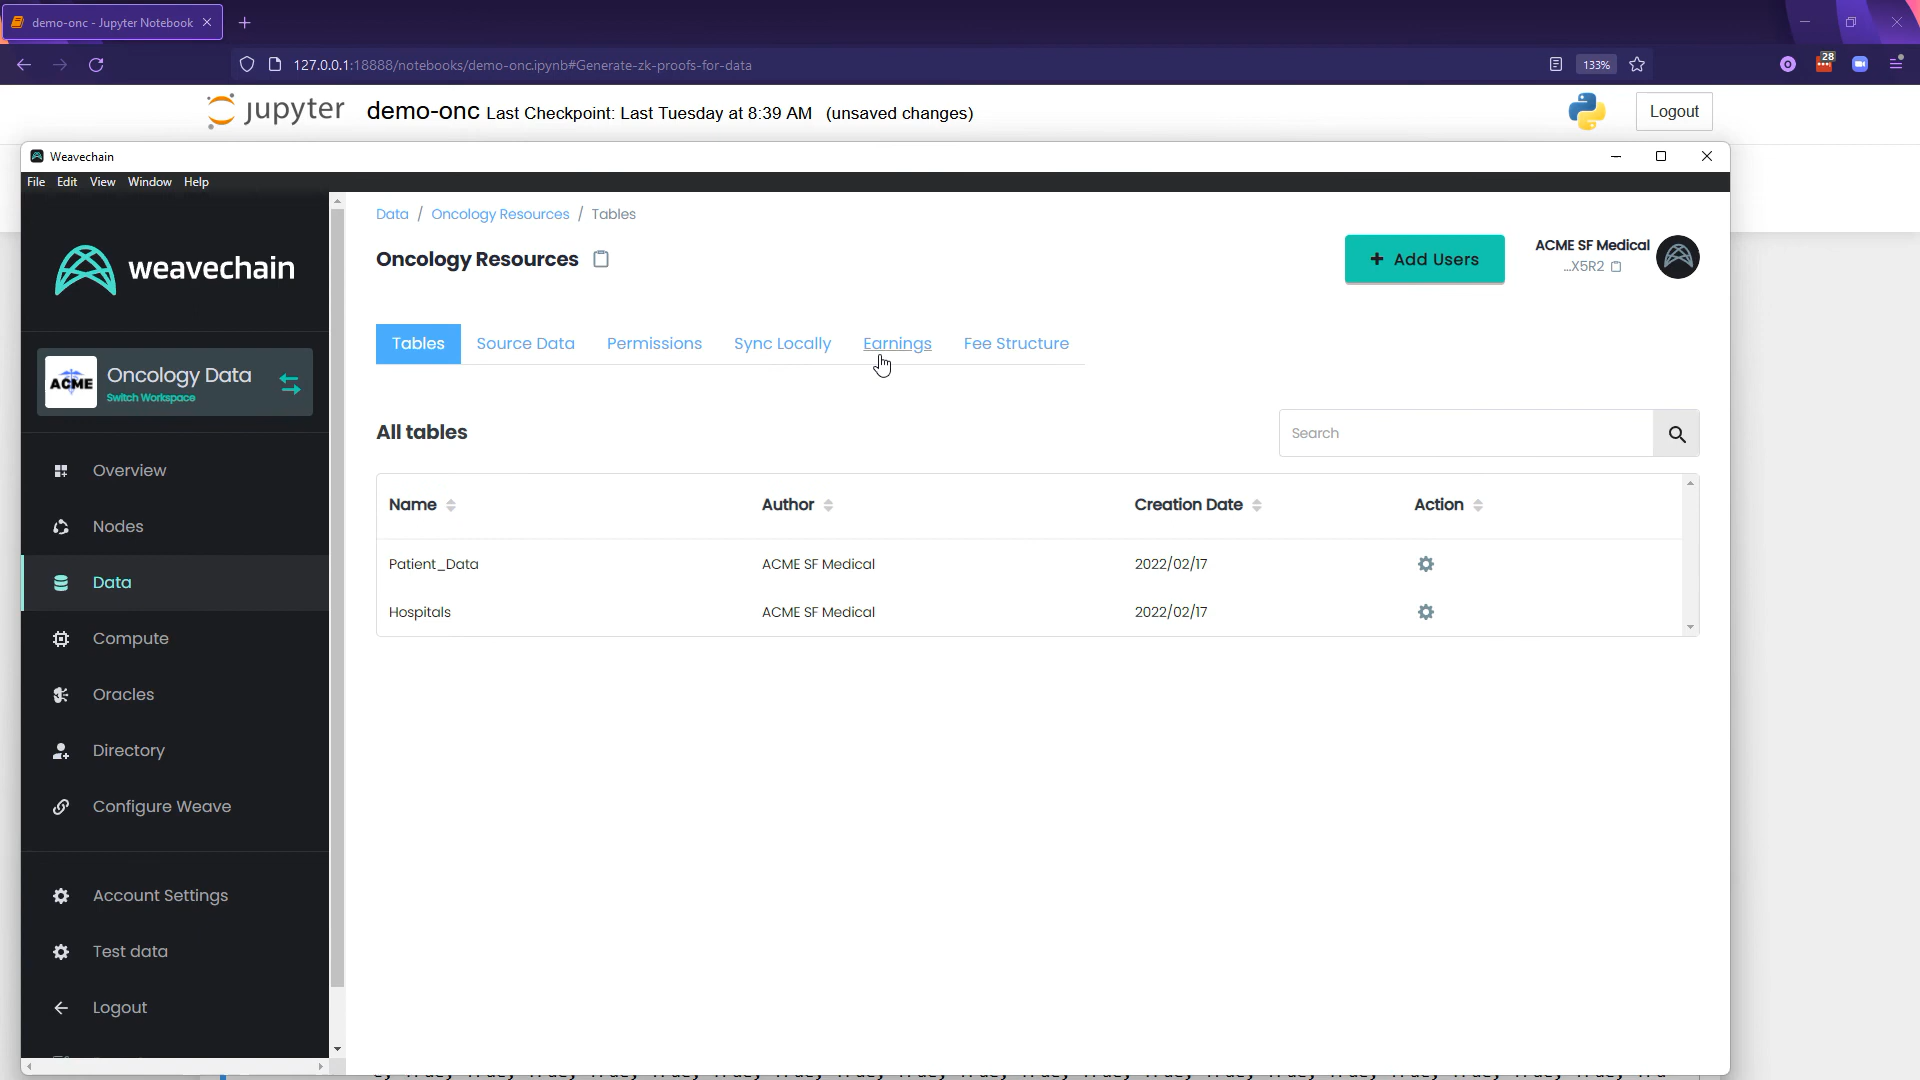 demo-onc - Jupyter Notebook
127.0.0.1:18888/notebooks/demo-onc.ipynb#Generate-zk-proofs-for-data
133%
28
jupyter demo-onc Last Checkpoint: Last Tuesday at 8:39 AM (unsaved changes)
Logout
Weavechain
File Edit View Window Help
weavechain
ACME
Oncology Data
Switch Workspace
Overview
Nodes
Data
Compute
Oracles
Directory
Configure Weave
Account Settings
Test data
Logout
Data / Oncology Resources / Tables
Oncology Resources
+ Add Users
ACME SF Medical
...X5R2
Tables Source Data Permissions Sync Locally Earnings Fee Structure
All tables
Search
Name Author Creation Date Action
Patient_Data ACME SF Medical 2022/02/17
Hospitals ACME SF Medical 2022/02/17